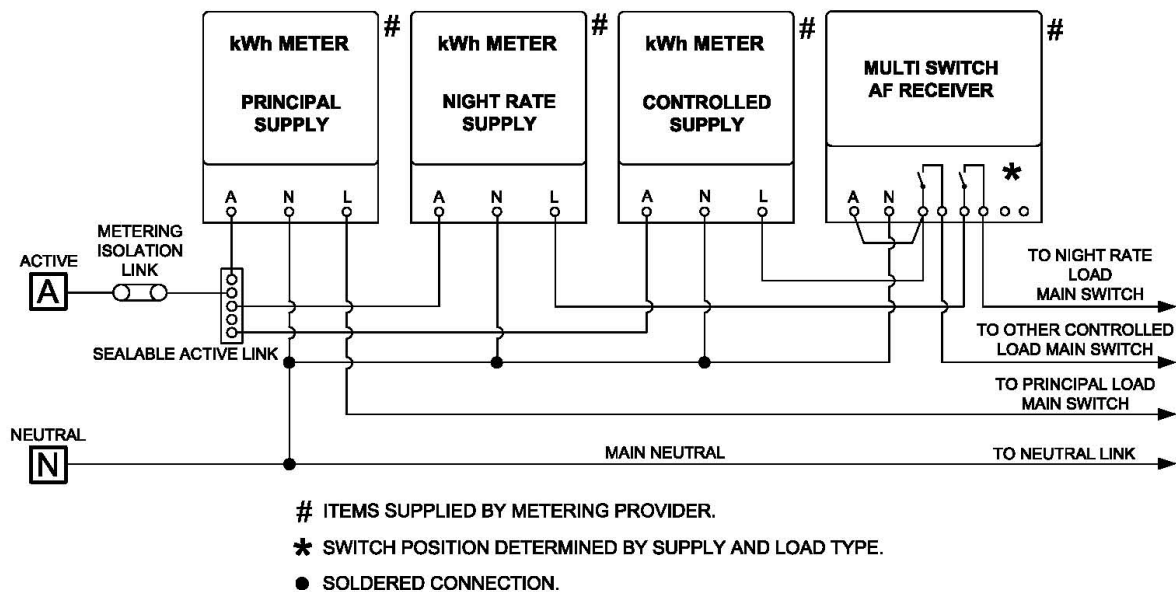 kWh METER
PRINCIPAL
SUPPLY
#
kWh METER
NIGHT RATE
SUPPLY
#
kWh METER
CONTROLLED
SUPPLY
#
MULTI SWITCH
AF RECEIVER
#
*
A N L
A N L
A N L
A N
METERING
ISOLATION
LINK
ACTIVE
A
SEALABLE ACTIVE LINK
TO NIGHT RATE
LOAD
MAIN SWITCH
TO OTHER CONTROLLED
LOAD MAIN SWITCH
TO PRINCIPAL LOAD
MAIN SWITCH
NEUTRAL
N
MAIN NEUTRAL
TO NEUTRAL LINK
# ITEMS SUPPLIED BY METERING PROVIDER.
* SWITCH POSITION DETERMINED BY SUPPLY AND LOAD TYPE.
● SOLDERED CONNECTION.